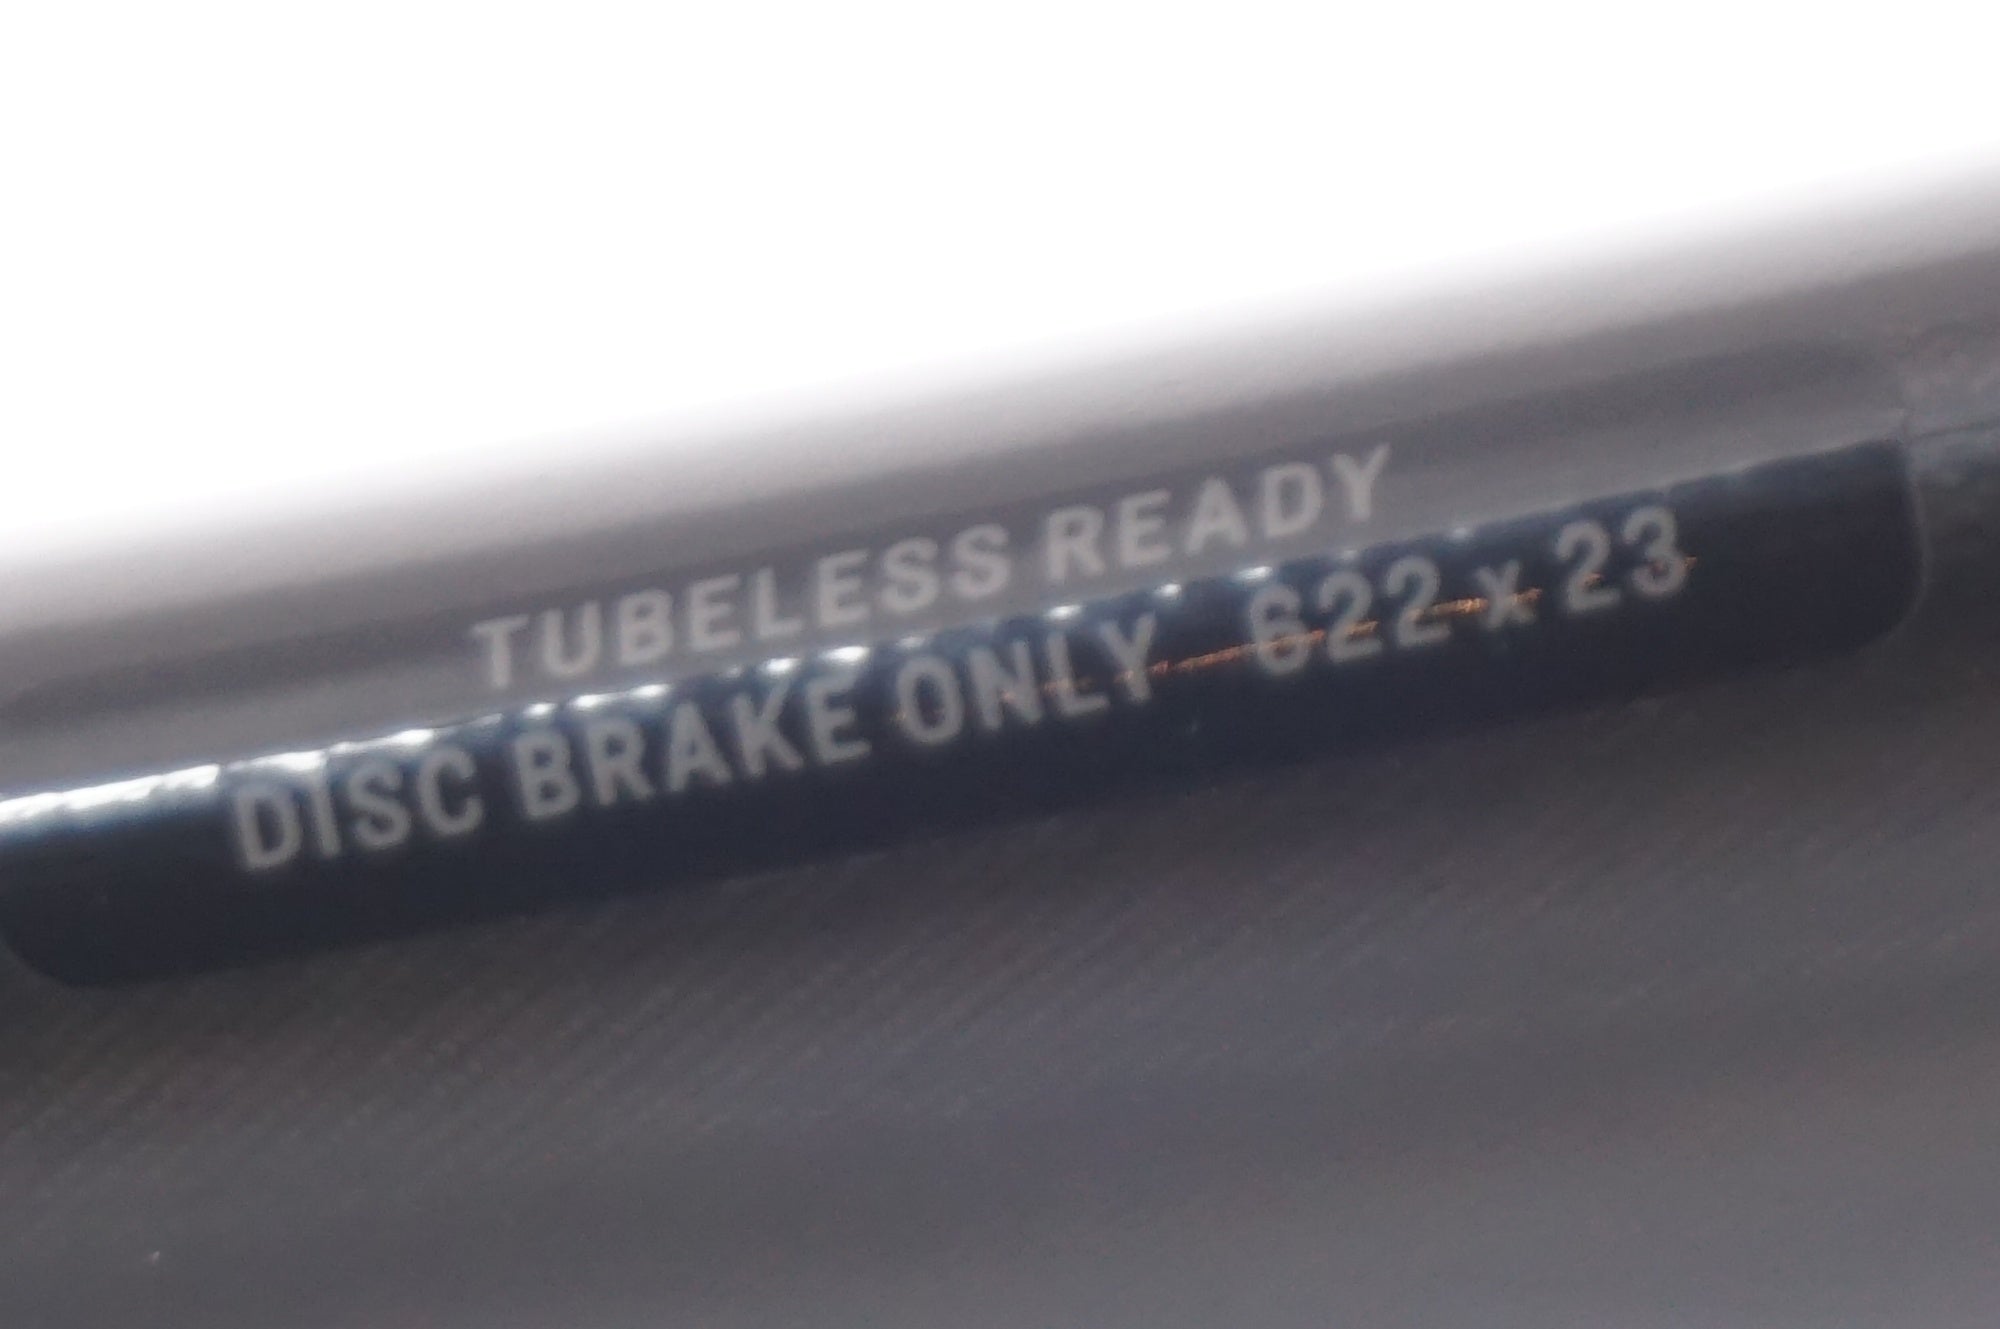 TUBELESS READY
DISC BRAKE ONLY 622 x 23